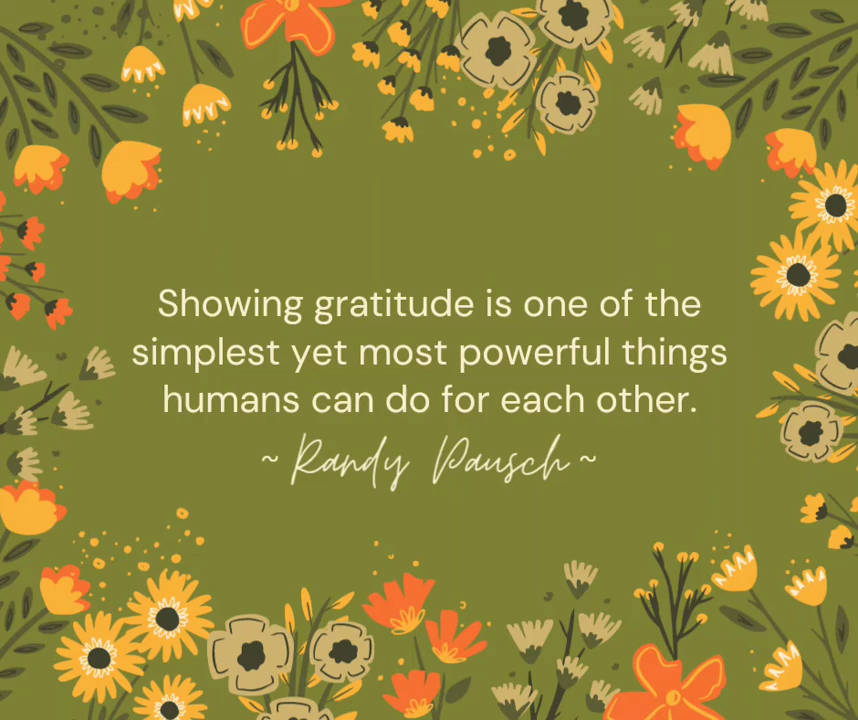 Showing gratitude is one of the
simplest yet most powerful things
humans can do for each other.
~ Randy Pausch ~